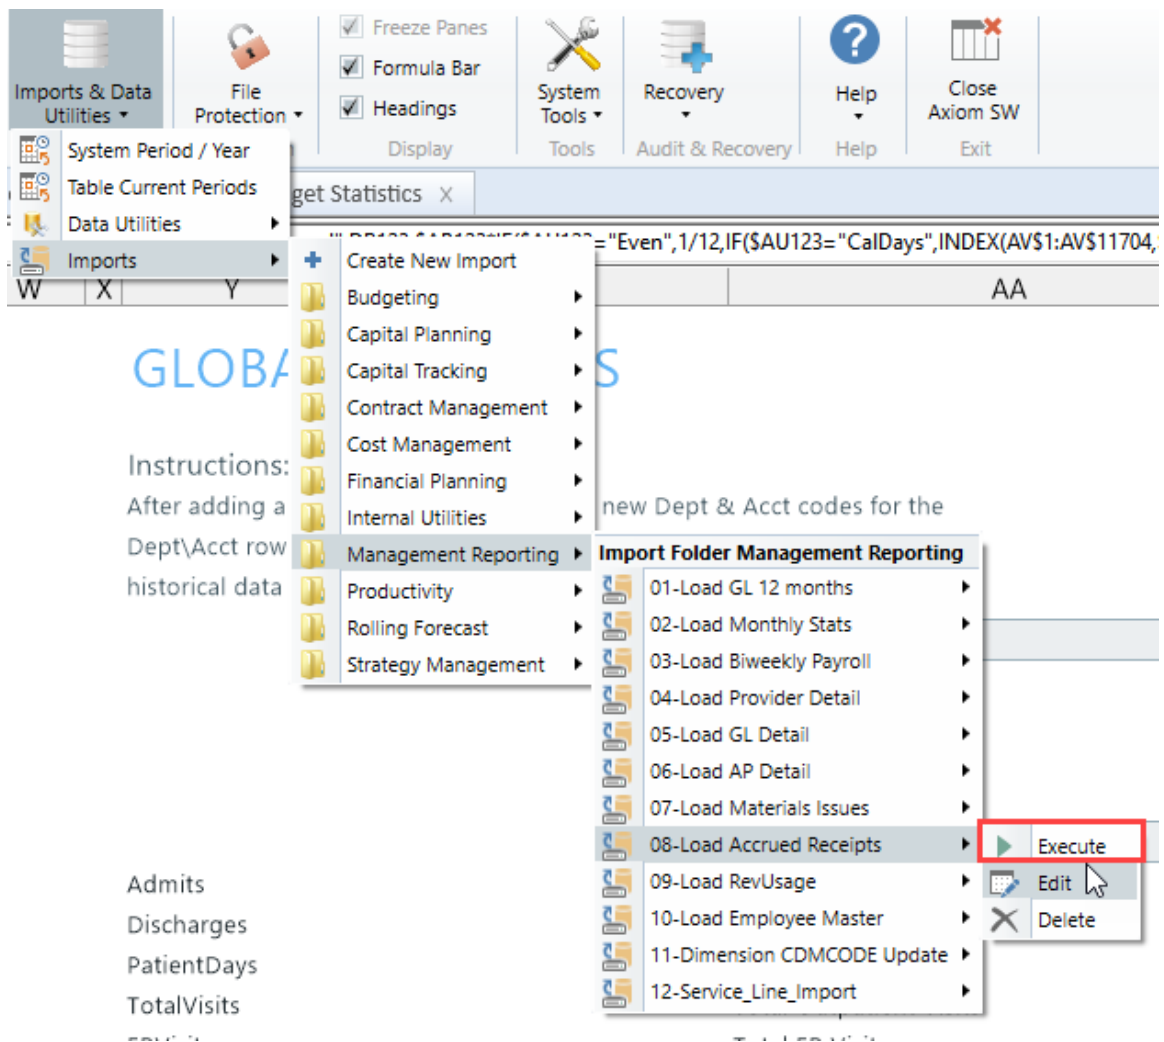 Imports & Data
Utilities
File
Protection
Freeze Panes
Formula Bar
Headings
Display
System
Tools
Tools
Recovery
Audit & Recovery
Help
Help
Close
Axiom SW
Exit
System Period / Year
Table Current Periods
Data Utilities
Imports
get Statistics X
="Even",1/12,IF($AU123="CalDays",INDEX(AV$1:AV$11704,
W X Y AA
Create New Import
Budgeting
Capital Planning
Capital Tracking
Contract Management
Cost Management
Financial Planning
Internal Utilities
Management Reporting
Productivity
Rolling Forecast
Strategy Management
GLOBA S
Instructions:
After adding a new Dept & Acct codes for the
Dept\Acct row
historical data
Import Folder Management Reporting
01-Load GL 12 months
02-Load Monthly Stats
03-Load Biweekly Payroll
04-Load Provider Detail
05-Load GL Detail
06-Load AP Detail
07-Load Materials Issues
08-Load Accrued Receipts
09-Load RevUsage
10-Load Employee Master
11-Dimension CDMCODE Update
12-Service_Line_Import
Execute
Edit
Delete
Admits
Discharges
PatientDays
TotalVisits